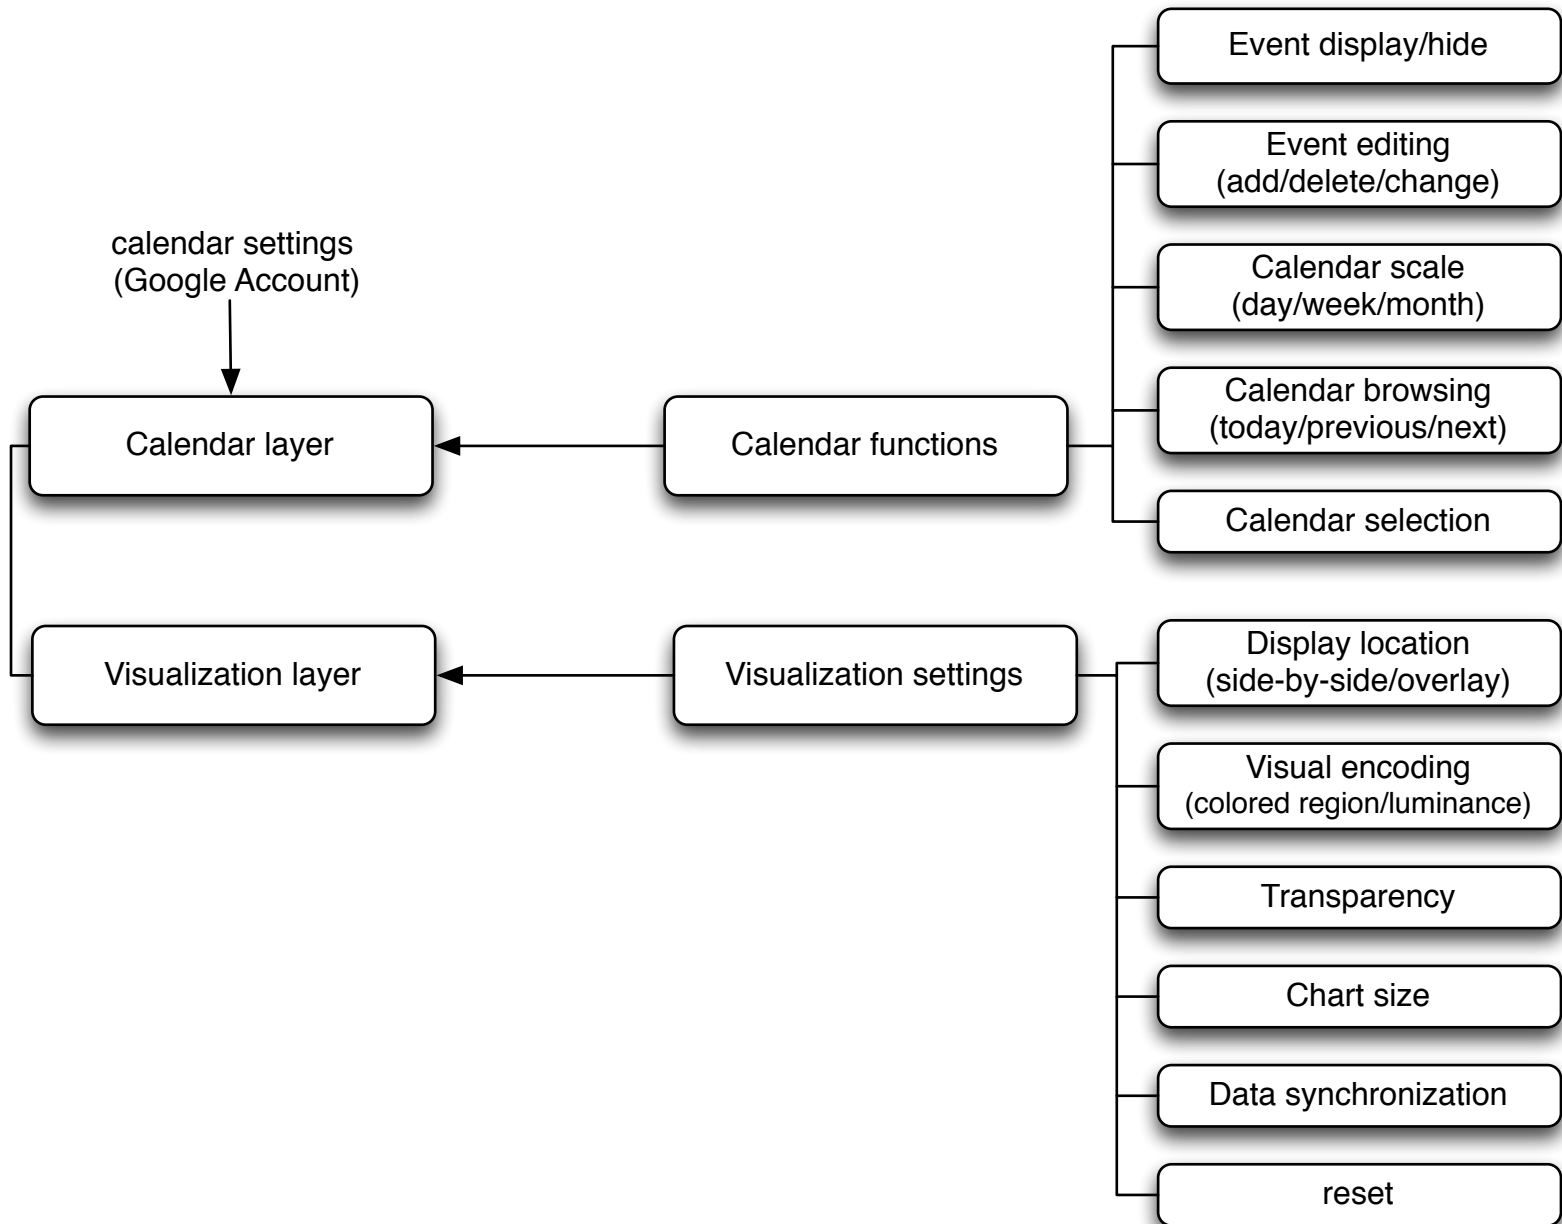 Event display/hide
Event editing
(add/delete/change)
Calendar scale
(day/week/month)
Calendar browsing
(today/previous/next)
Calendar selection
calendar settings
(Google Account)
Calendar layer
Calendar functions
Visualization layer
Visualization settings
Display location
(side-by-side/overlay)
Visual encoding
(colored region/luminance)
Transparency
Chart size
Data synchronization
reset